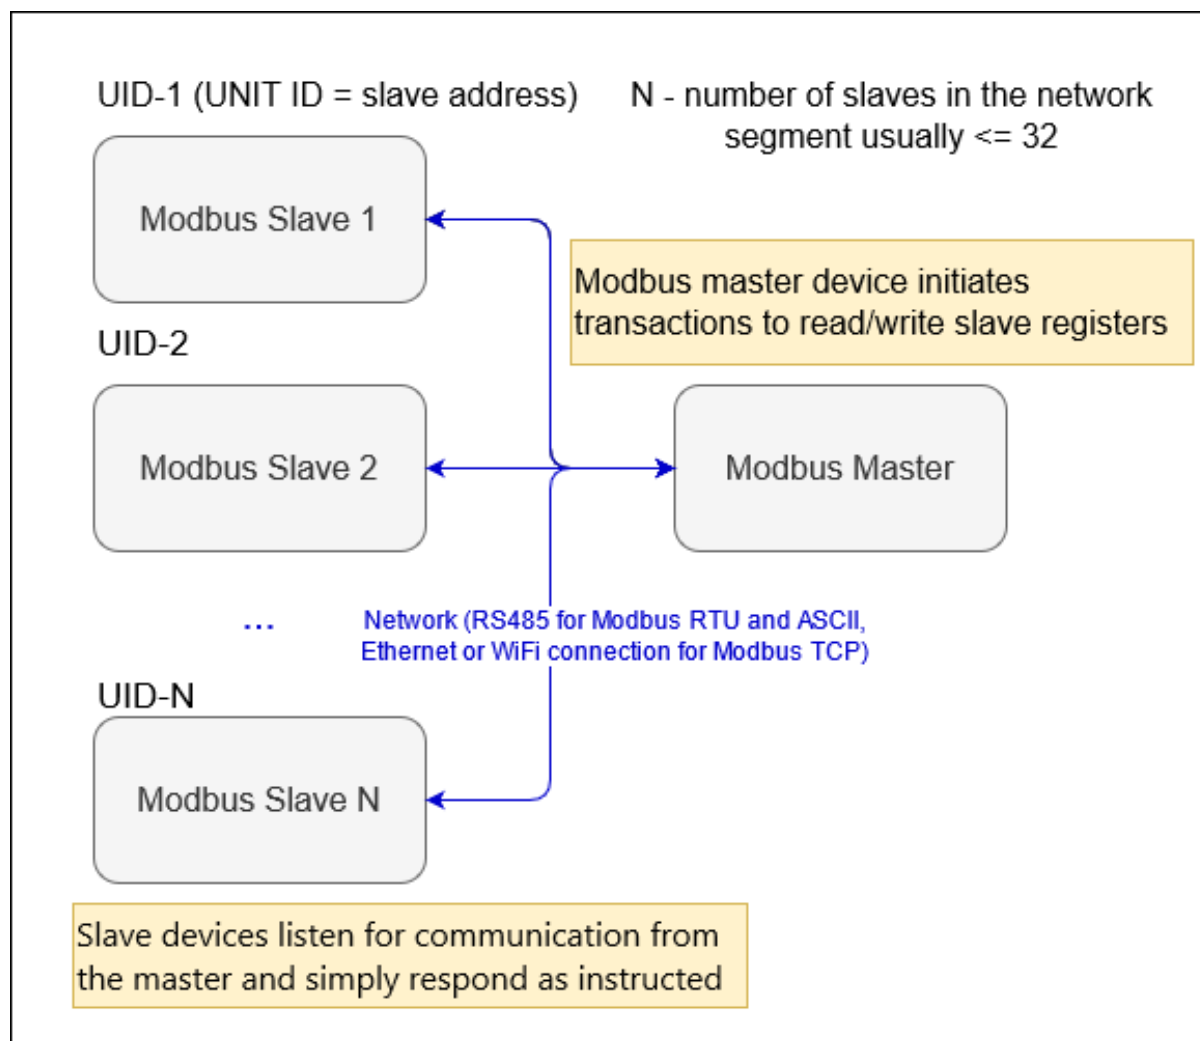 UID-1 (UNIT ID = slave address)
N - number of slaves in the network
segment usually <= 32
Modbus Slave 1
Modbus master device initiates
transactions to read/write slave registers
UID-2
Modbus Slave 2
Modbus Master
...
Network (RS485 for Modbus RTU and ASCII,
Ethernet or WiFi connection for Modbus TCP)
UID-N
Modbus Slave N
Slave devices listen for communication from
the master and simply respond as instructed